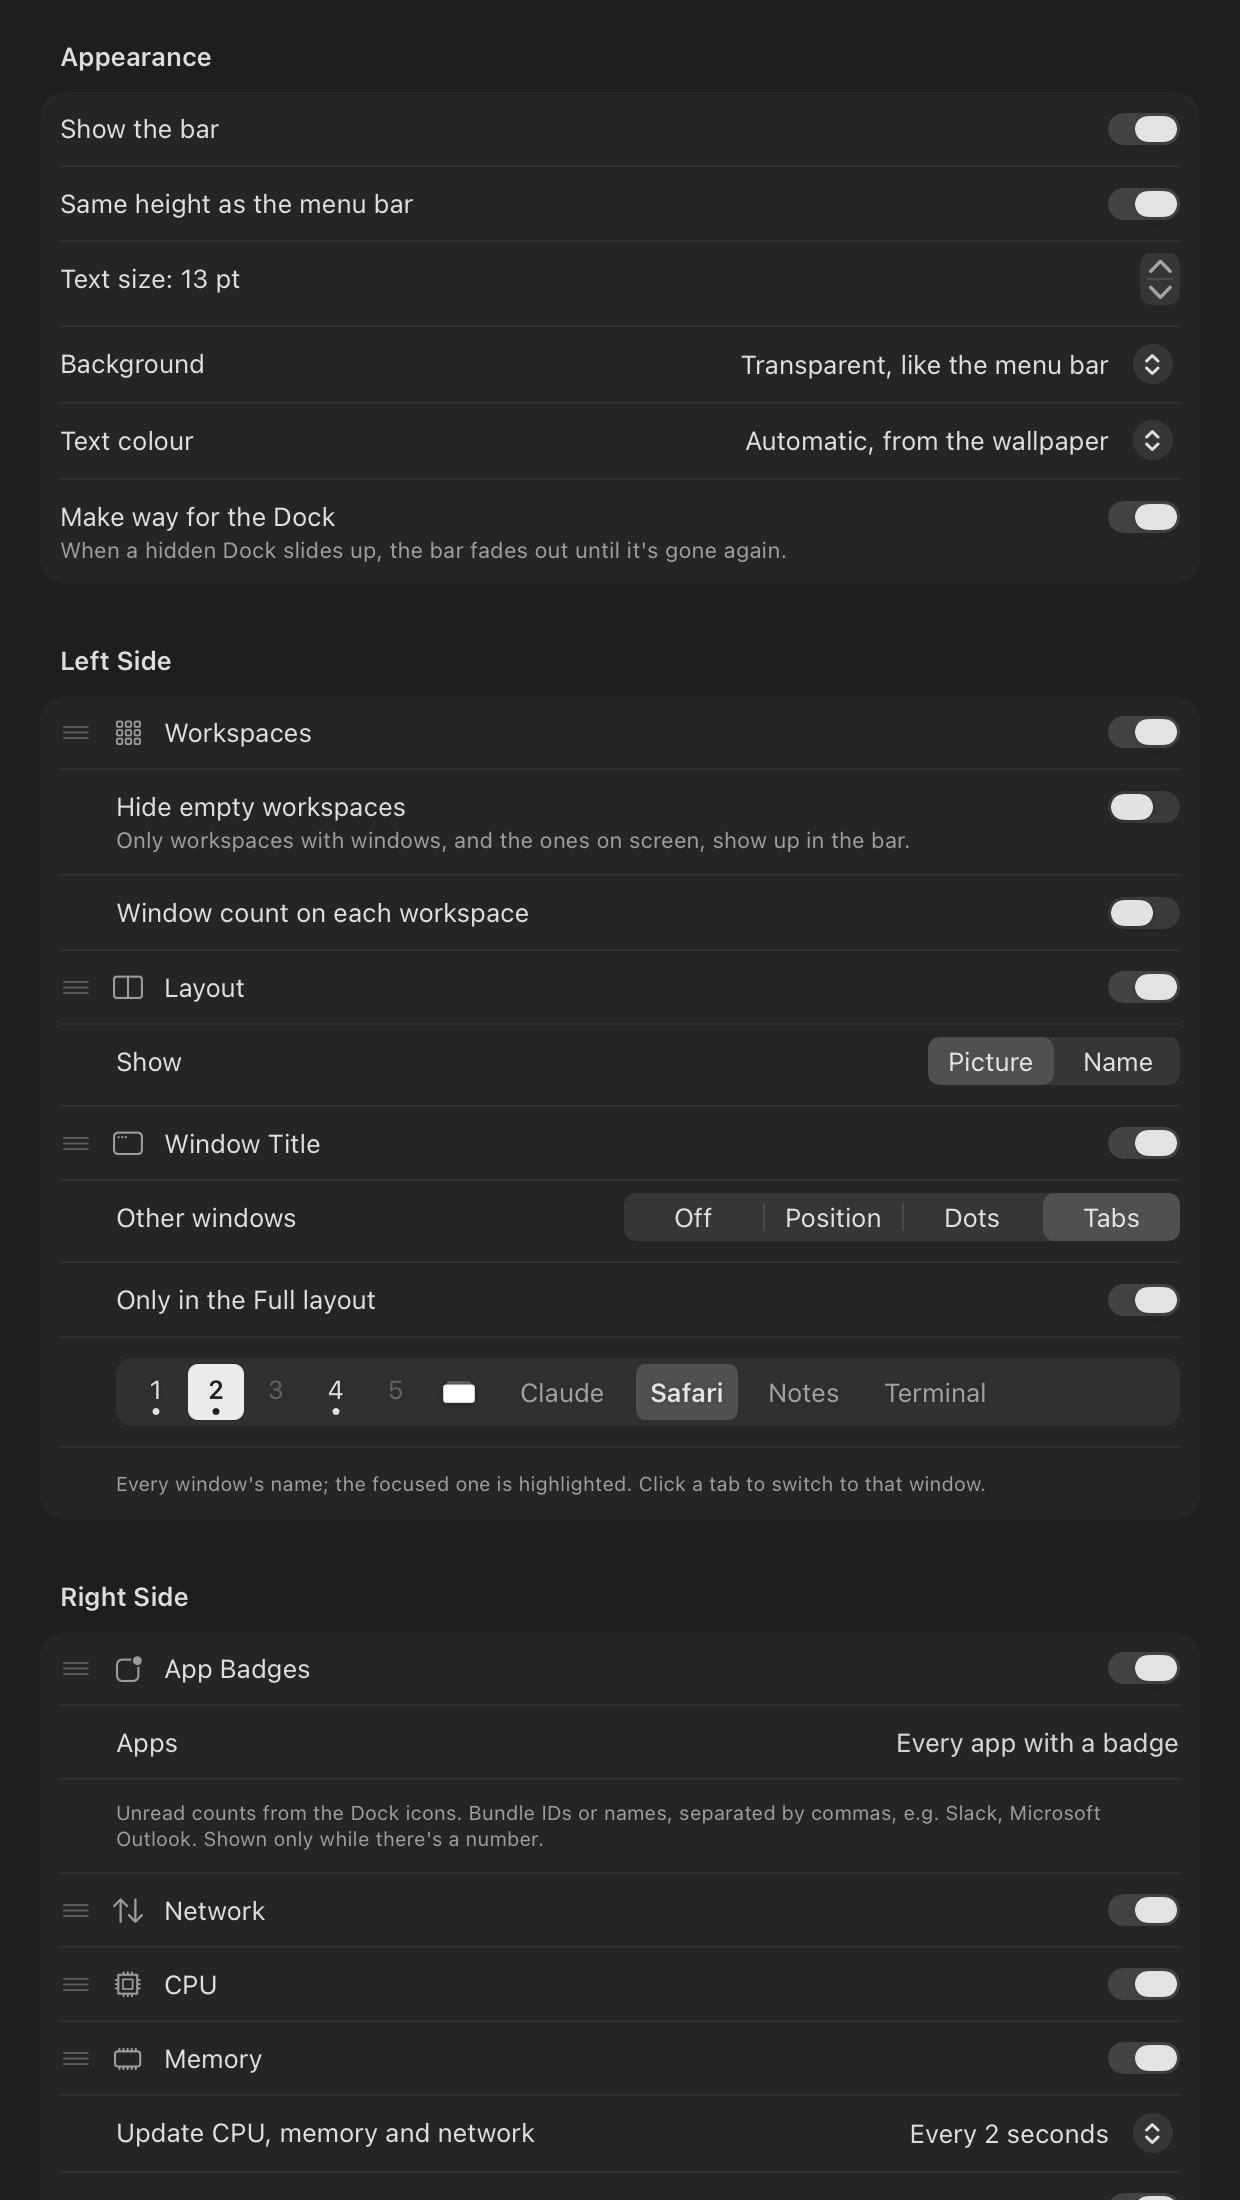 Appearance
Show the bar
Same height as the menu bar
Text size: 13 pt
Background Transparent, like the menu bar
Text colour Automatic, from the wallpaper
Make way for the Dock
When a hidden Dock slides up, the bar fades out until it's gone again.
Left Side
Workspaces
Hide empty workspaces
Only workspaces with windows, and the ones on screen, show up in the bar.
Window count on each workspace
Layout
Show Picture Name
Window Title
Other windows Off Position Dots Tabs
Only in the Full layout
1 2 3 4 5 Claude Safari Notes Terminal
Every window's name; the focused one is highlighted. Click a tab to switch to that window.
Right Side
App Badges
Apps Every app with a badge
Unread counts from the Dock icons. Bundle IDs or names, separated by commas, e.g. Slack, Microsoft
Outlook. Shown only while there's a number.
Network
CPU
Memory
Update CPU, memory and network Every 2 seconds